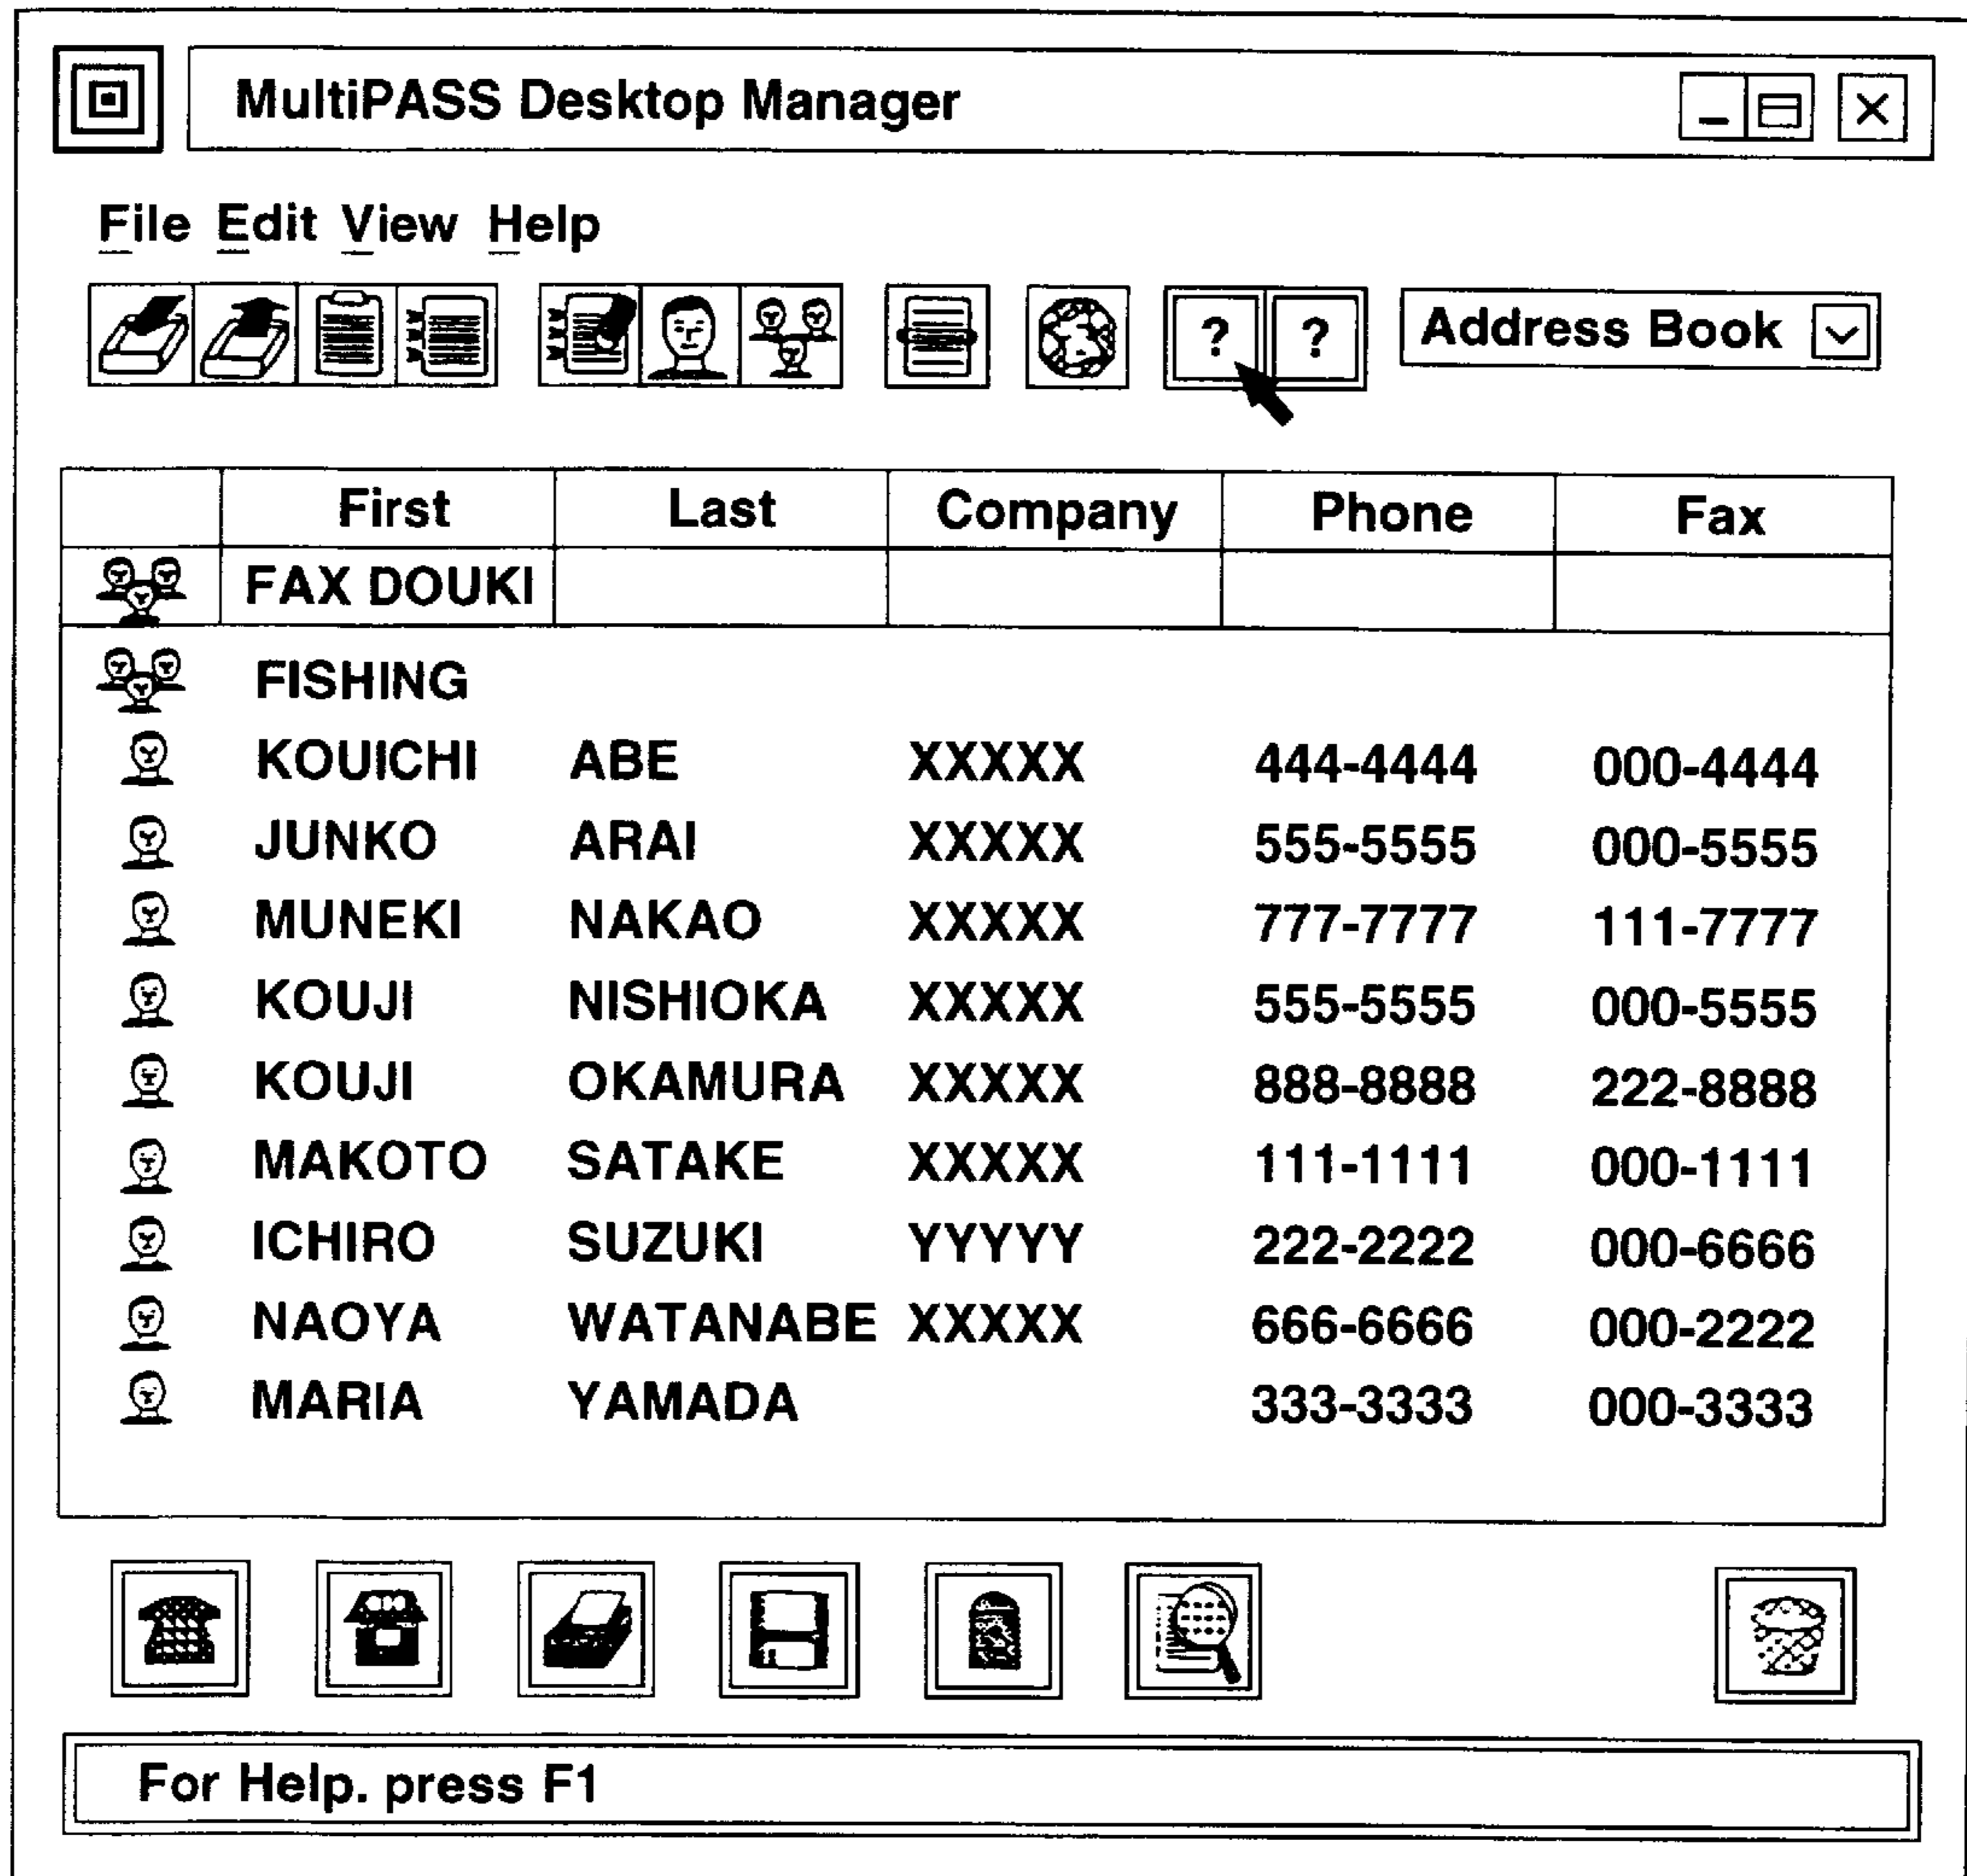 MultiPASS Desktop Manager
File Edit View Help
? ? Address Book
First Last Company Phone Fax
FAX DOUKI
FISHING
KOUICHI ABE XXXXX 444-4444 000-4444
JUNKO ARAI XXXXX 555-5555 000-5555
MUNEKI NAKAO XXXXX 777-7777 111-7777
KOUJI NISHIOKA XXXXX 555-5555 000-5555
KOUJI OKAMURA XXXXX 888-8888 222-8888
MAKOTO SATAKE XXXXX 111-1111 000-1111
ICHIRO SUZUKI YYYYY 222-2222 000-6666
NAOYA WATANABE XXXXX 666-6666 000-2222
MARIA YAMADA 333-3333 000-3333
For Help. press F1